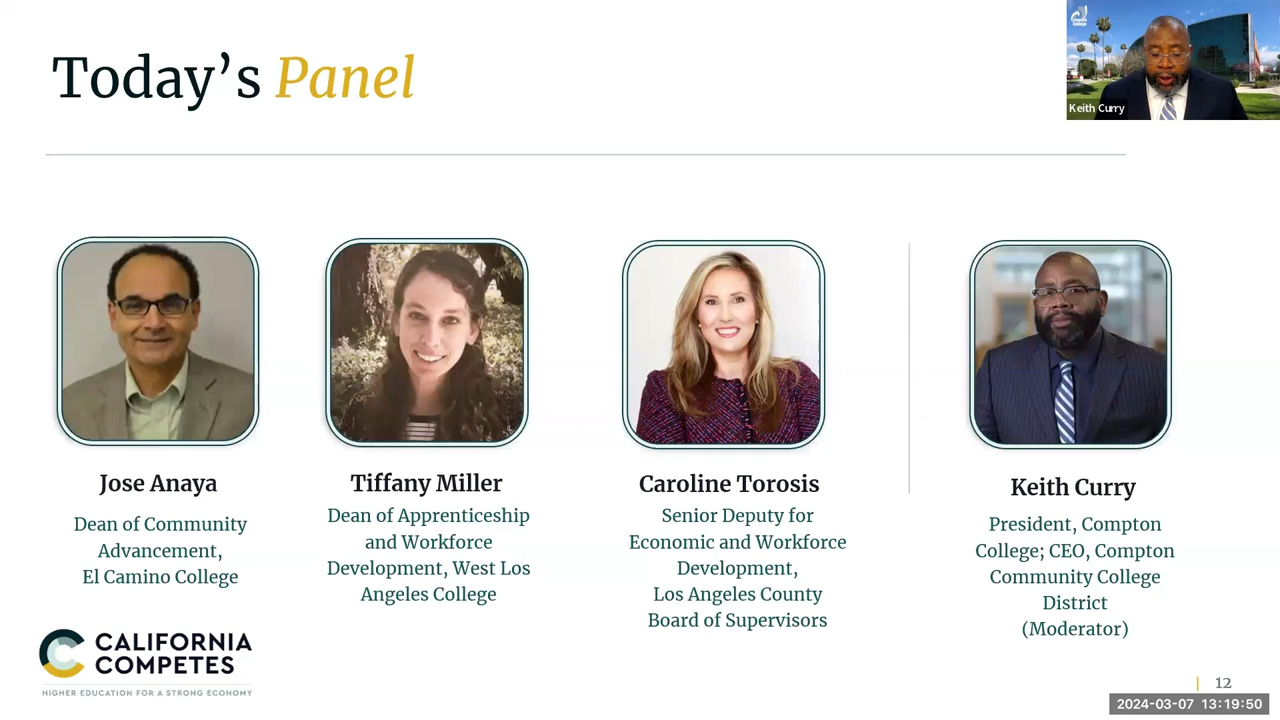 Today's Panel
Keith Curry
Jose Anaya
Dean of Community
Advancement,
El Camino College
Tiffany Miller
Dean of Apprenticeship
and Workforce
Development, West Los
Angeles College
Caroline Torosis
Senior Deputy for
Economic and Workforce
Development,
Los Angeles County
Board of Supervisors
Keith Curry
President, Compton
College; CEO, Compton
Community College
District
(Moderator)
CALIFORNIA
COMPETES
HIGHER EDUCATION FOR A STRONG ECONOMY
12
2024-03-07 13:19:50